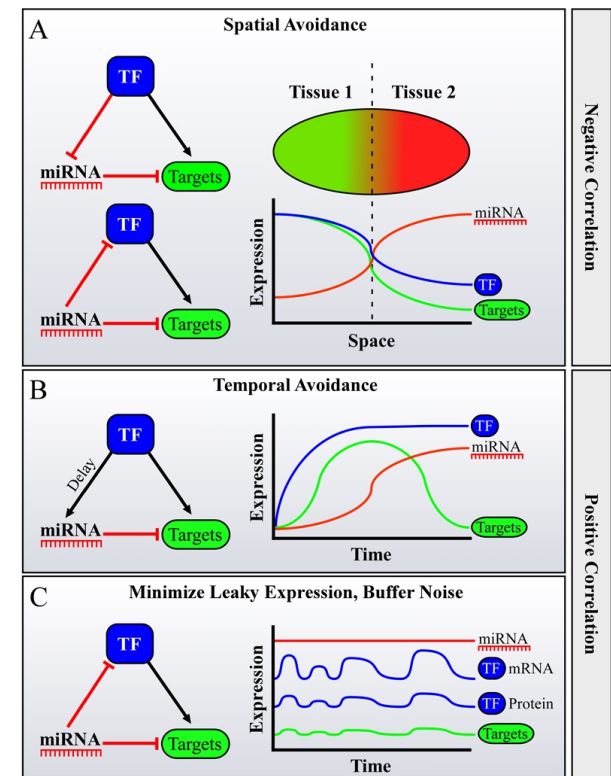 A
Spatial Avoidance
TF
miRNA
Targets
TF
miRNA
Targets
Tissue 1
Tissue 2
Expression
miRNA
TF
Targets
Space
Negative Correlation
B
Temporal Avoidance
TF
Delay
miRNA
Targets
Expression
TF
miRNA
Targets
Time
Positive Correlation
C
Minimize Leaky Expression, Buffer Noise
TF
miRNA
Targets
Expression
miRNA
TF mRNA
TF Protein
Targets
Time